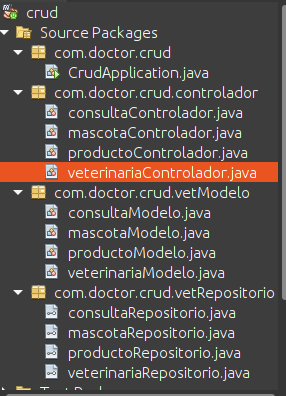 crud
Source Packages
com.doctor.crud
CrudApplication.java
com.doctor.crud.controlador
consultaControlador.java
mascotaControlador.java
productoControlador.java
veterinariaControlador.java
com.doctor.crud.vetModelo
consultaModelo.java
mascotaModelo.java
productoModelo.java
veterinariaModelo.java
com.doctor.crud.vetRepositorio
consultaRepositorio.java
mascotaRepositorio.java
productoRepositorio.java
veterinariaRepositorio.java